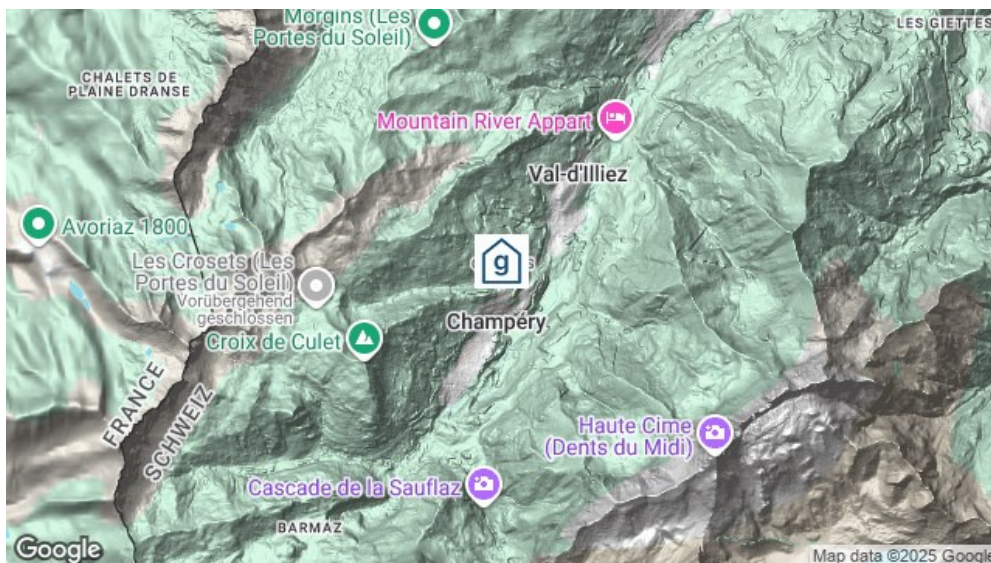 Morgins (Les
Portes du Soleil)
LES GIETTES
CHALETS DE
PLAINE DRANSE
Mountain River Appart
Val-d'Illiez
Avoriaz 1800
Les Crosets (Les
Portes du Soleil)
Vorübergehend
geschlossen
g
Champéry
Croix de Culet
FRANCE
SCHWEIZ
Haute Cime
(Dents du Midi)
Cascade de la Sauflaz
BARMAZ
Google
Map data ©2025 Google